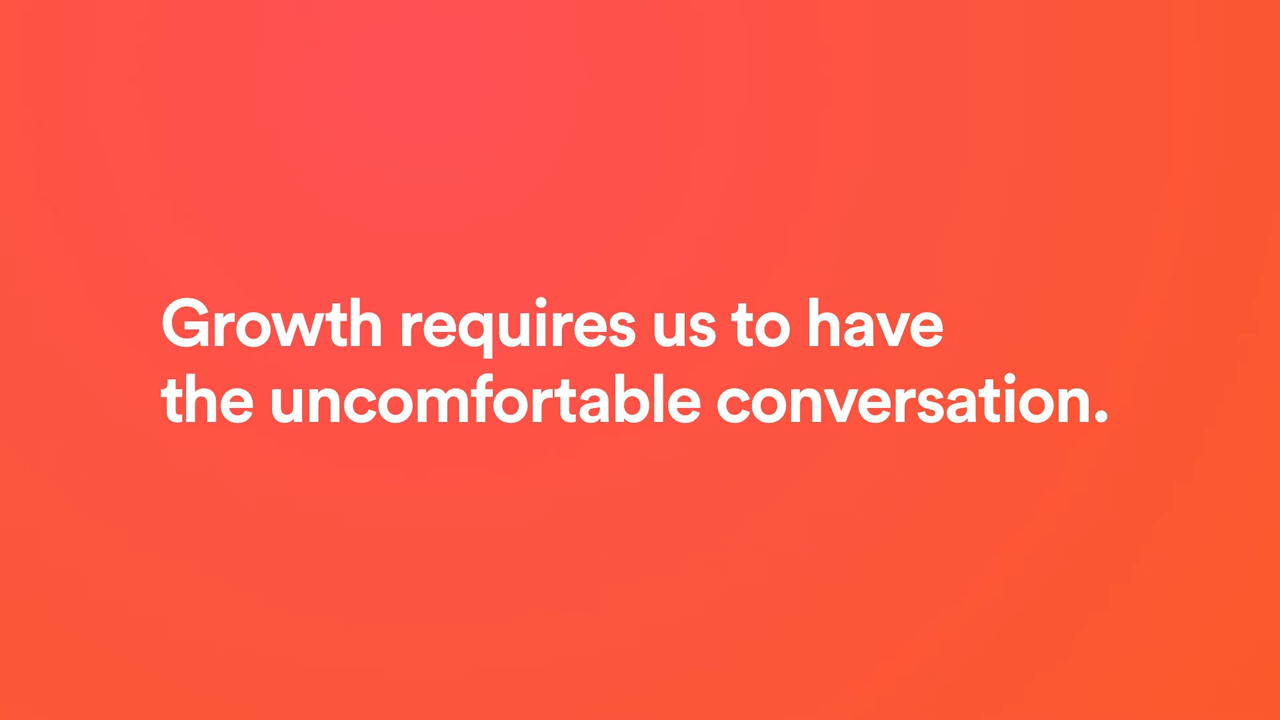 Growth requires us to have
the uncomfortable conversation.